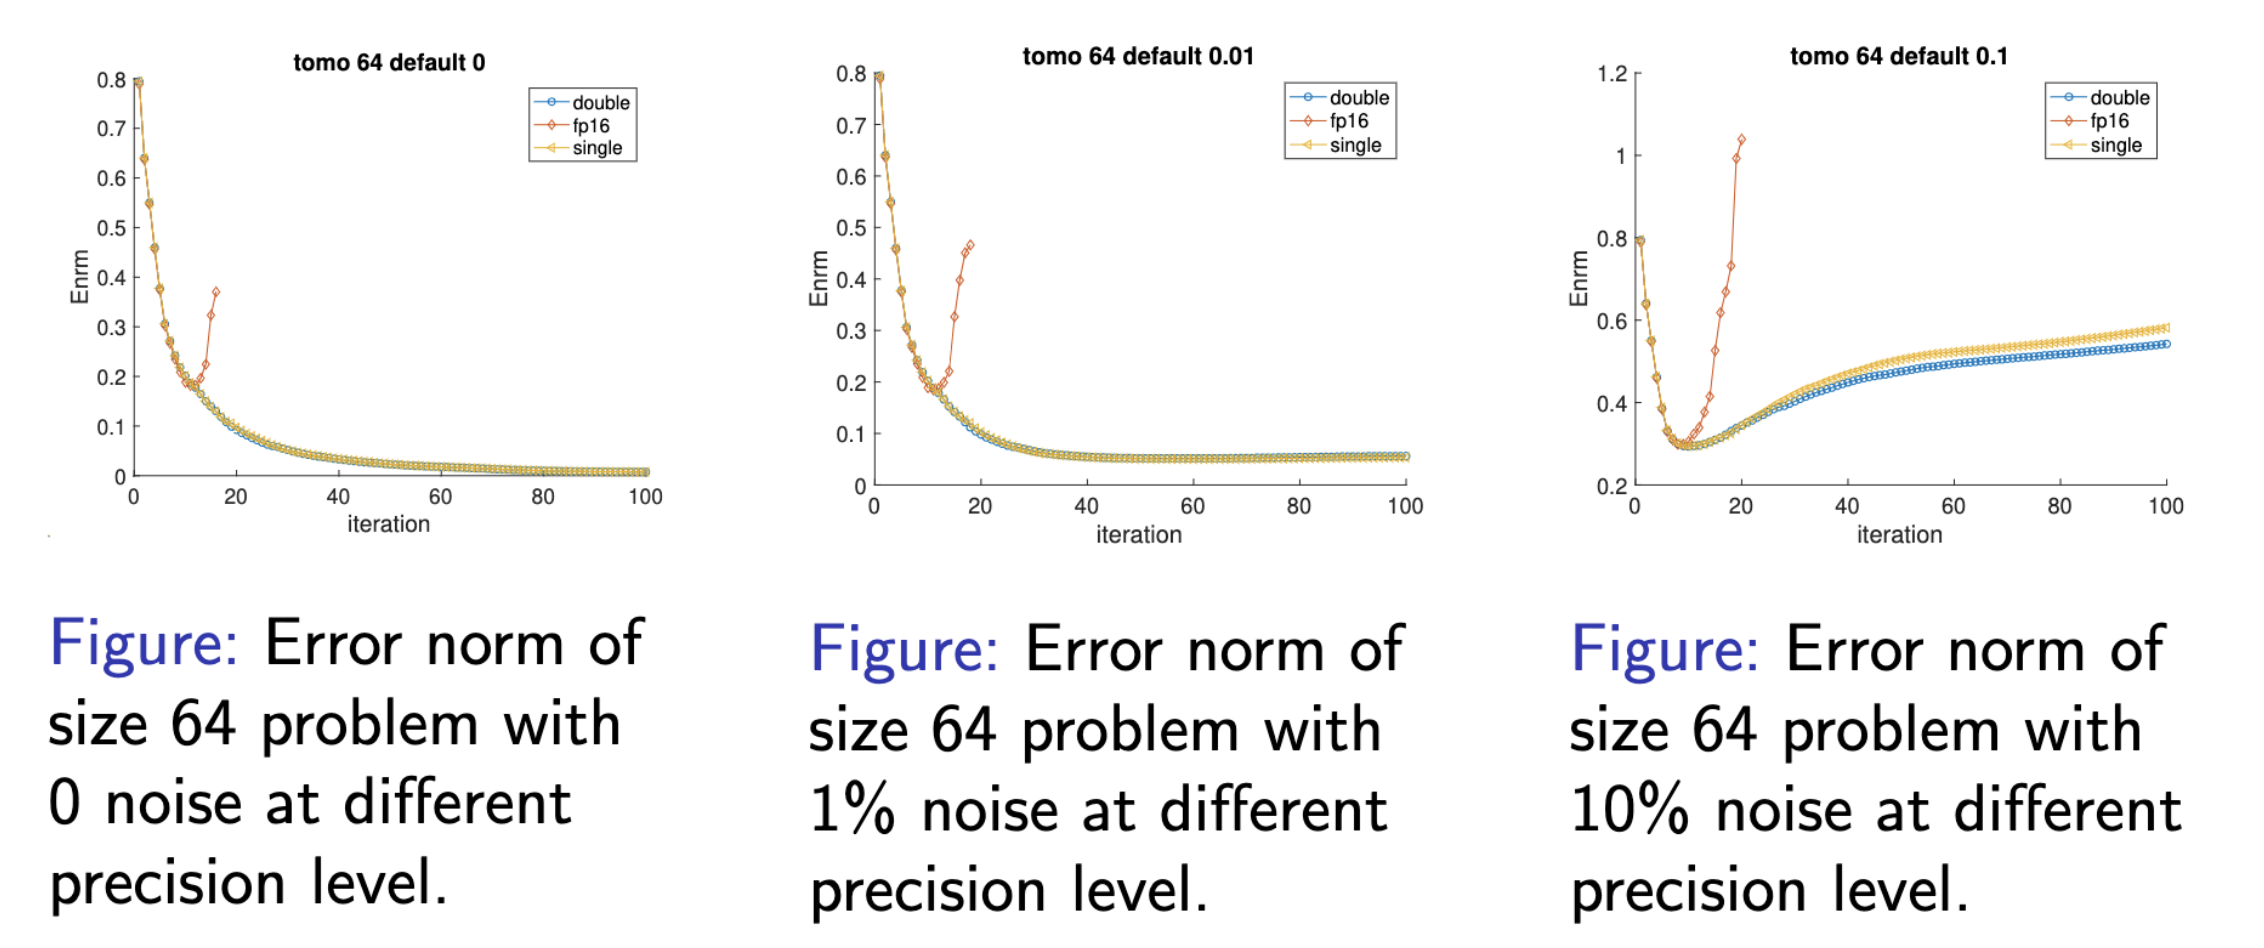 tomo 64 default 0
0.8
0.7
0.6
0.5
0.4
0.3
0.2
0.1
0
Enrm
double
fp16
single
0 20 40 60 80 100
iteration
Figure: Error norm of
size 64 problem with
0 noise at different
precision level.
tomo 64 default 0.01
0.8
0.7
0.6
0.5
0.4
0.3
0.2
0.1
0
Enrm
double
fp16
single
0 20 40 60 80 100
iteration
Figure: Error norm of
size 64 problem with
1% noise at different
precision level.
tomo 64 default 0.1
1.2
1
0.8
0.6
0.4
0.2
Enrm
double
fp16
single
0 20 40 60 80 100
iteration
Figure: Error norm of
size 64 problem with
10% noise at different
precision level.